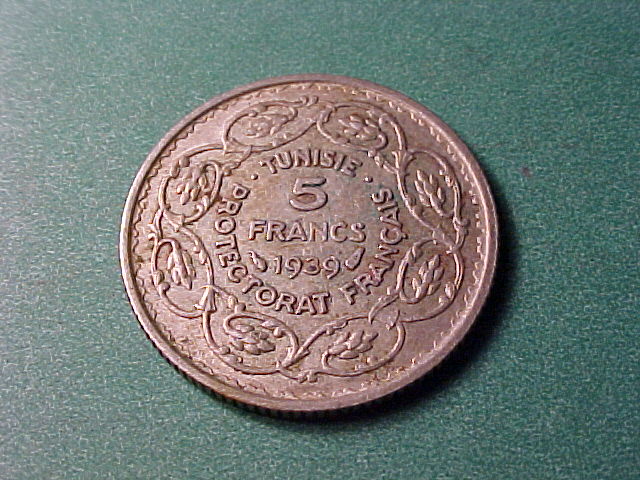 TUNISIE
5
FRANCS
1939
PROTECTORAT FRANÇAIS